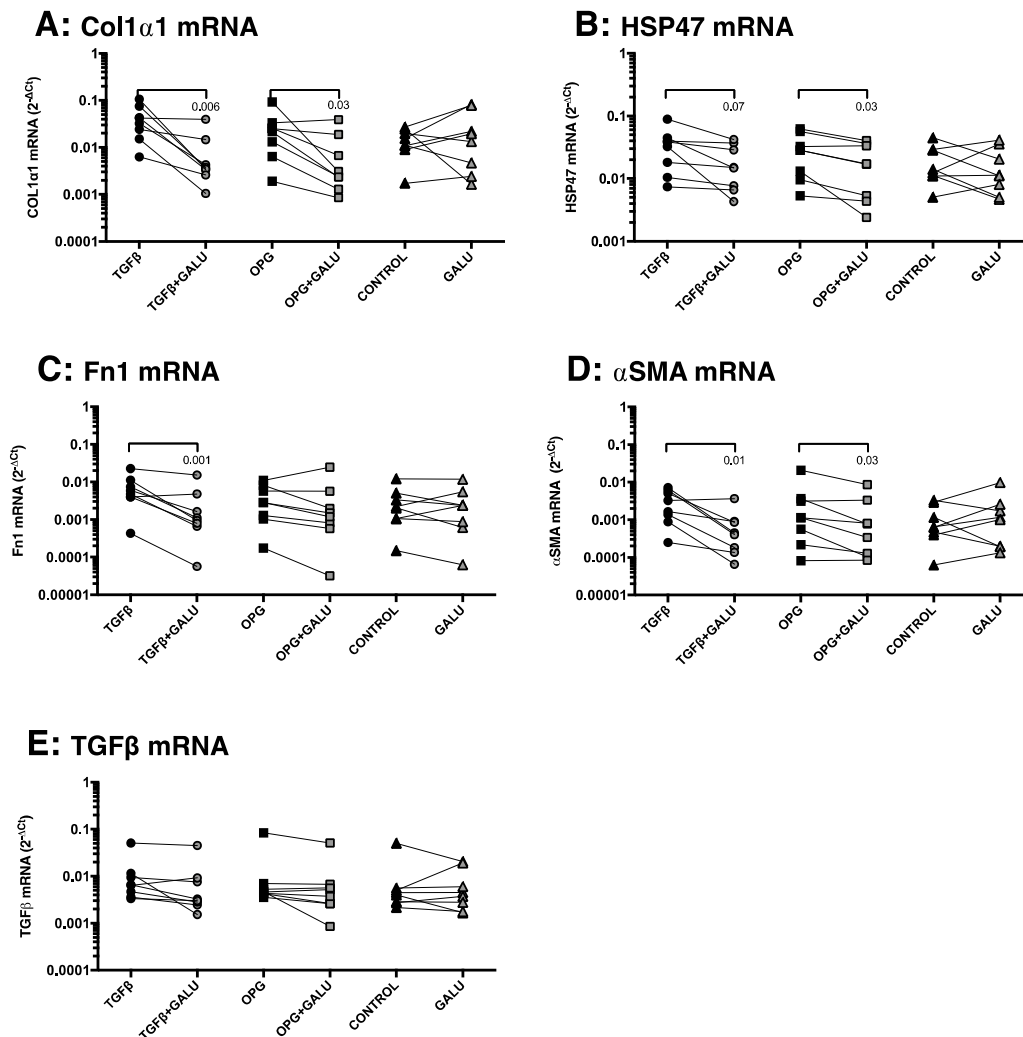 A: Col1α1 mRNA
COL1α1 mRNA (2^-ΔCt)
1
0.1
0.01
0.001
0.0001
0.006
0.03
TGFβ
TGFβ+GALU
OPG
OPG+GALU
CONTROL
GALU
B: HSP47 mRNA
HSP47 mRNA (2^-ΔCt)
1
0.1
0.01
0.001
0.07
0.03
TGFβ
TGFβ+GALU
OPG
OPG+GALU
CONTROL
GALU
C: Fn1 mRNA
Fn1 mRNA (2^-ΔCt)
1
0.1
0.01
0.001
0.0001
0.00001
0.001
TGFβ
TGFβ+GALU
OPG
OPG+GALU
CONTROL
GALU
D: αSMA mRNA
αSMA mRNA (2^-ΔCt)
1
0.1
0.01
0.001
0.0001
0.00001
0.01
0.03
TGFβ
TGFβ+GALU
OPG
OPG+GALU
CONTROL
GALU
E: TGFβ mRNA
TGFβ mRNA (2^-ΔCt)
1
0.1
0.01
0.001
0.0001
TGFβ
TGFβ+GALU
OPG
OPG+GALU
CONTROL
GALU